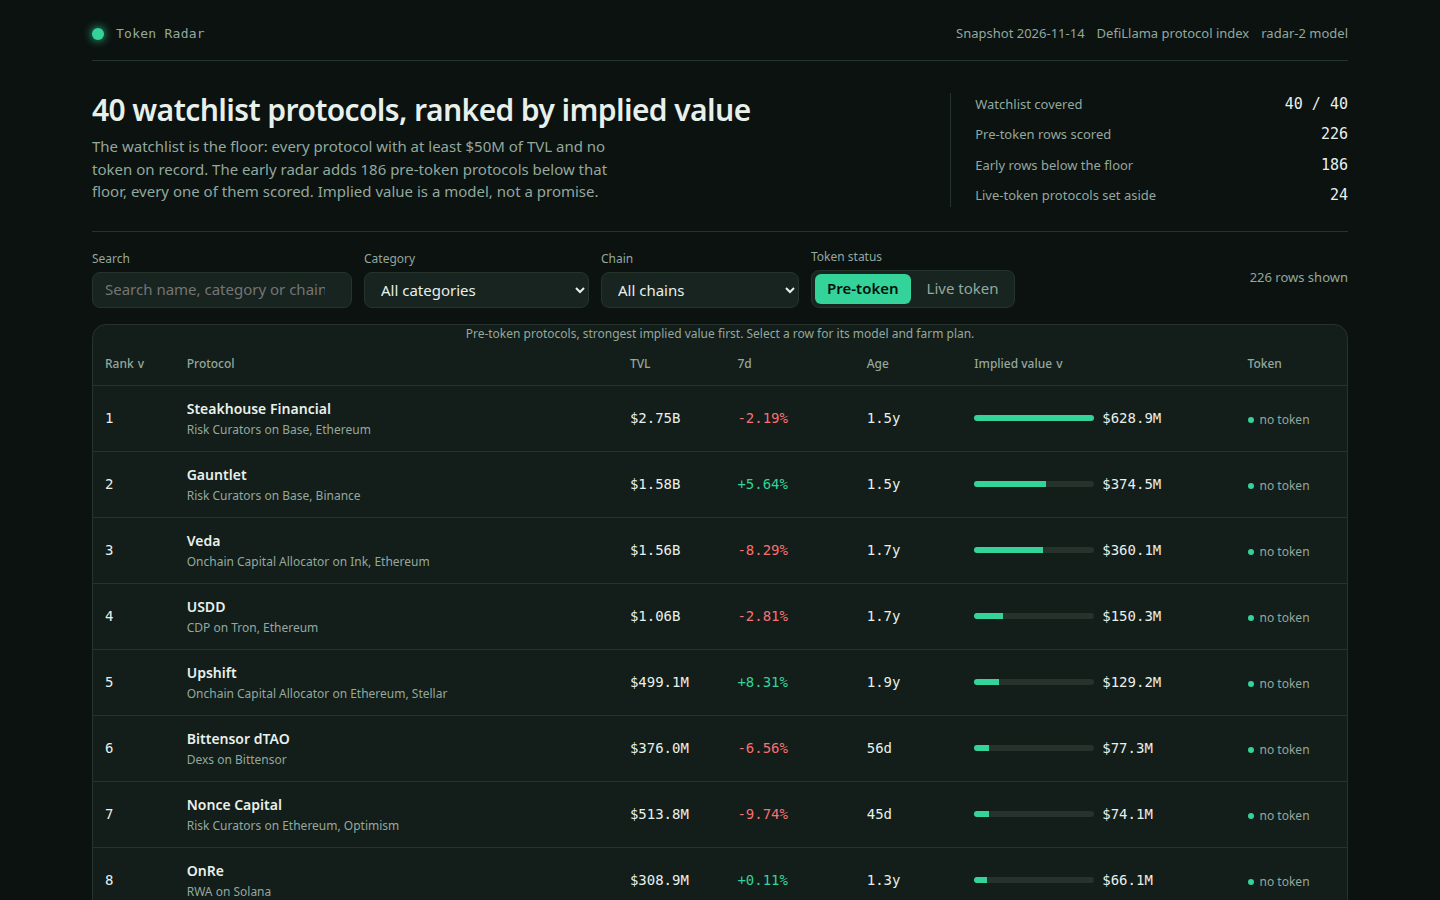 Token Radar
Snapshot 2026-11-14 DefiLlama protocol index radar-2 model
40 watchlist protocols, ranked by implied value
The watchlist is the floor: every protocol with at least $50M of TVL and no
token on record. The early radar adds 186 pre-token protocols below that
floor, every one of them scored. Implied value is a model, not a promise.
Watchlist covered 40 / 40
Pre-token rows scored 226
Early rows below the floor 186
Live-token protocols set aside 24
Search Category Chain Token status
Search name, category or chain All categories All chains Pre-token Live token 226 rows shown
Pre-token protocols, strongest implied value first. Select a row for its model and farm plan.
Rank v Protocol TVL 7d Age Implied value v Token
1 Steakhouse Financial $2.75B -2.19% 1.5y $628.9M no token
Risk Curators on Base, Ethereum
2 Gauntlet $1.58B +5.64% 1.5y $374.5M no token
Risk Curators on Base, Binance
3 Veda $1.56B -8.29% 1.7y $360.1M no token
Onchain Capital Allocator on Ink, Ethereum
4 USDD $1.06B -2.81% 1.7y $150.3M no token
CDP on Tron, Ethereum
5 Upshift $499.1M +8.31% 1.9y $129.2M no token
Onchain Capital Allocator on Ethereum, Stellar
6 Bittensor dTAO $376.0M -6.56% 56d $77.3M no token
Dexs on Bittensor
7 Nonce Capital $513.8M -9.74% 45d $74.1M no token
Risk Curators on Ethereum, Optimism
8 OnRe $308.9M +0.11% 1.3y $66.1M no token
RWA on Solana